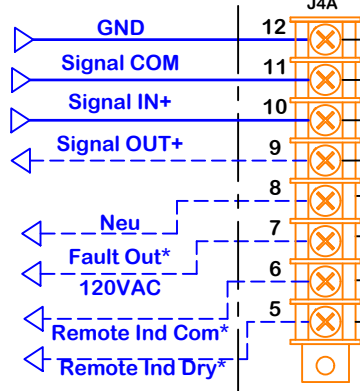 J4A
GND 12
Signal COM 11
Signal IN+ 10
Signal OUT+ 9
8
Neu
7
Fault Out*
120VAC
6
Remote Ind Com*
5
Remote Ind Dry*